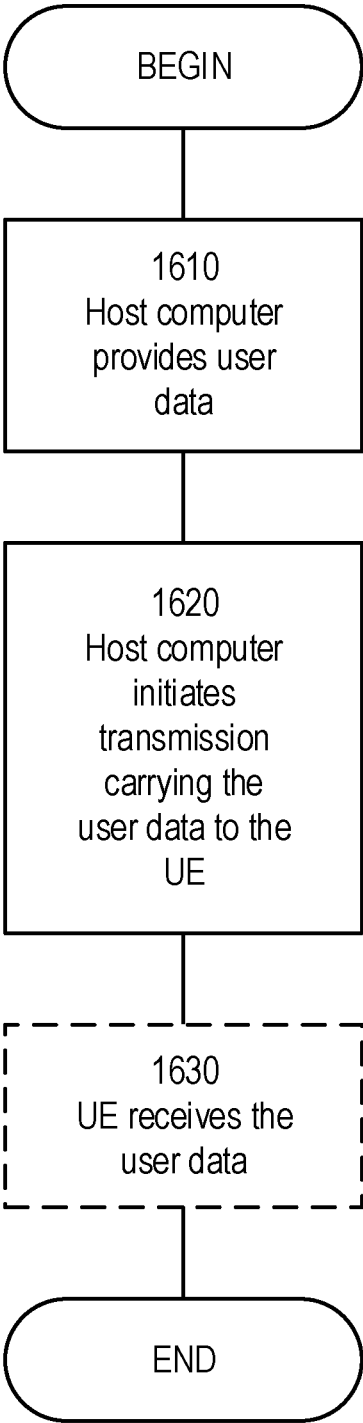 BEGIN
1610
Host computer
provides user
data
1620
Host computer
initiates
transmission
carrying the
user data to the
UE
1630
UE receives the
user data
END